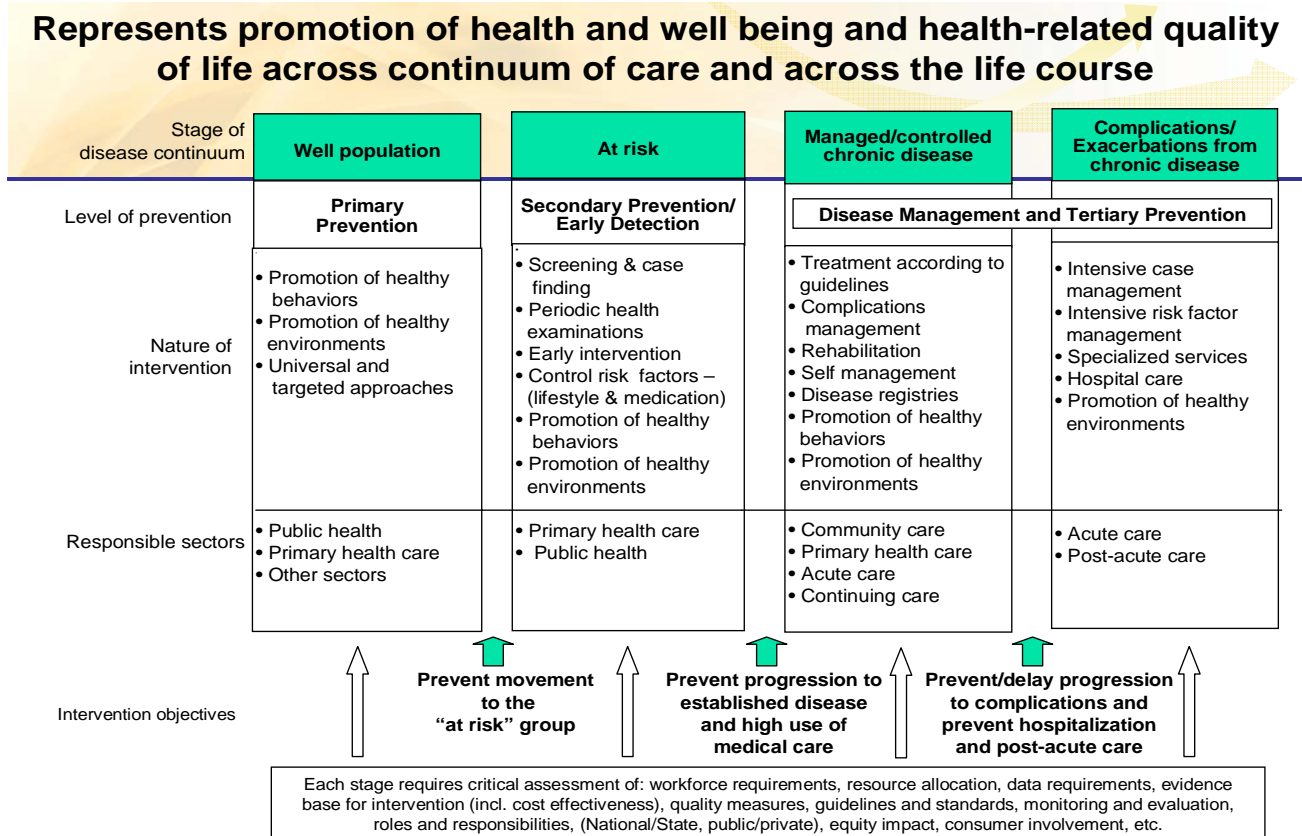 Represents promotion of health and well being and health-related quality
of life across continuum of care and across the life course
Stage of
disease continuum
Well population
At risk
Managed/controlled
chronic disease
Complications/
Exacerbations from
chronic disease
Level of prevention
Primary
Prevention
Secondary Prevention/
Early Detection
Disease Management and Tertiary Prevention
Nature of
intervention
• Promotion of healthy
behaviors
• Promotion of healthy
environments
• Universal and
targeted approaches
• Screening & case
finding
• Periodic health
examinations
• Early intervention
• Control risk factors –
(lifestyle & medication)
• Promotion of healthy
behaviors
• Promotion of healthy
environments
• Treatment according to
guidelines
• Complications
management
• Rehabilitation
• Self management
• Disease registries
• Promotion of healthy
behaviors
• Promotion of healthy
environments
• Intensive case
management
• Intensive risk factor
management
• Specialized services
• Hospital care
• Promotion of healthy
environments
Responsible sectors
• Public health
• Primary health care
• Other sectors
• Primary health care
• Public health
• Community care
• Primary health care
• Acute care
• Continuing care
• Acute care
• Post-acute care
Intervention objectives
Prevent movement
to the
“at risk” group
Prevent progression to
established disease
and high use of
medical care
Prevent/delay progression
to complications and
prevent hospitalization
and post-acute care
Each stage requires critical assessment of: workforce requirements, resource allocation, data requirements, evidence
base for intervention (incl. cost effectiveness), quality measures, guidelines and standards, monitoring and evaluation,
roles and responsibilities, (National/State, public/private), equity impact, consumer involvement, etc.